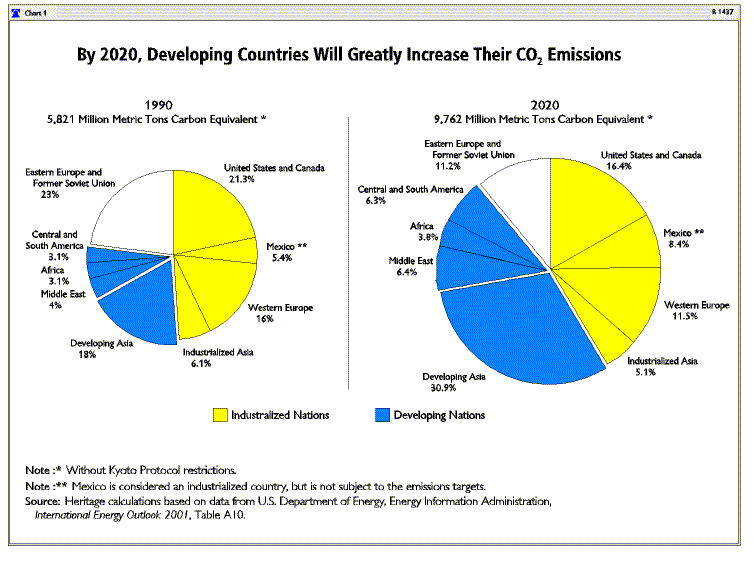 Chart 1
B 1437
By 2020, Developing Countries Will Greatly Increase Their CO2 Emissions
1990
5,821 Million Metric Tons Carbon Equivalent *
United States and Canada
21.3%
Mexico **
5.4%
Western Europe
16%
Industrialized Asia
6.1%
Developing Asia
18%
Middle East
4%
Africa
3.1%
Central and
South America
3.1%
Eastern Europe and
Former Soviet Union
23%
2020
9,762 Million Metric Tons Carbon Equivalent *
United States and Canada
16.4%
Mexico **
8.4%
Western Europe
11.5%
Industrialized Asia
5.1%
Developing Asia
30.9%
Middle East
6.4%
Africa
3.8%
Central and South America
6.3%
Eastern Europe and
Former Soviet Union
11.2%
Industralized Nations
Developing Nations
Note :* Without Kyoto Protocol restrictions.
Note :** Mexico is considered an industrialized country, but is not subject to the emissions targets.
Source: Heritage calculations based on data from U.S. Department of Energy, Energy Information Administration,
International Energy Outlook 2001, Table A10.